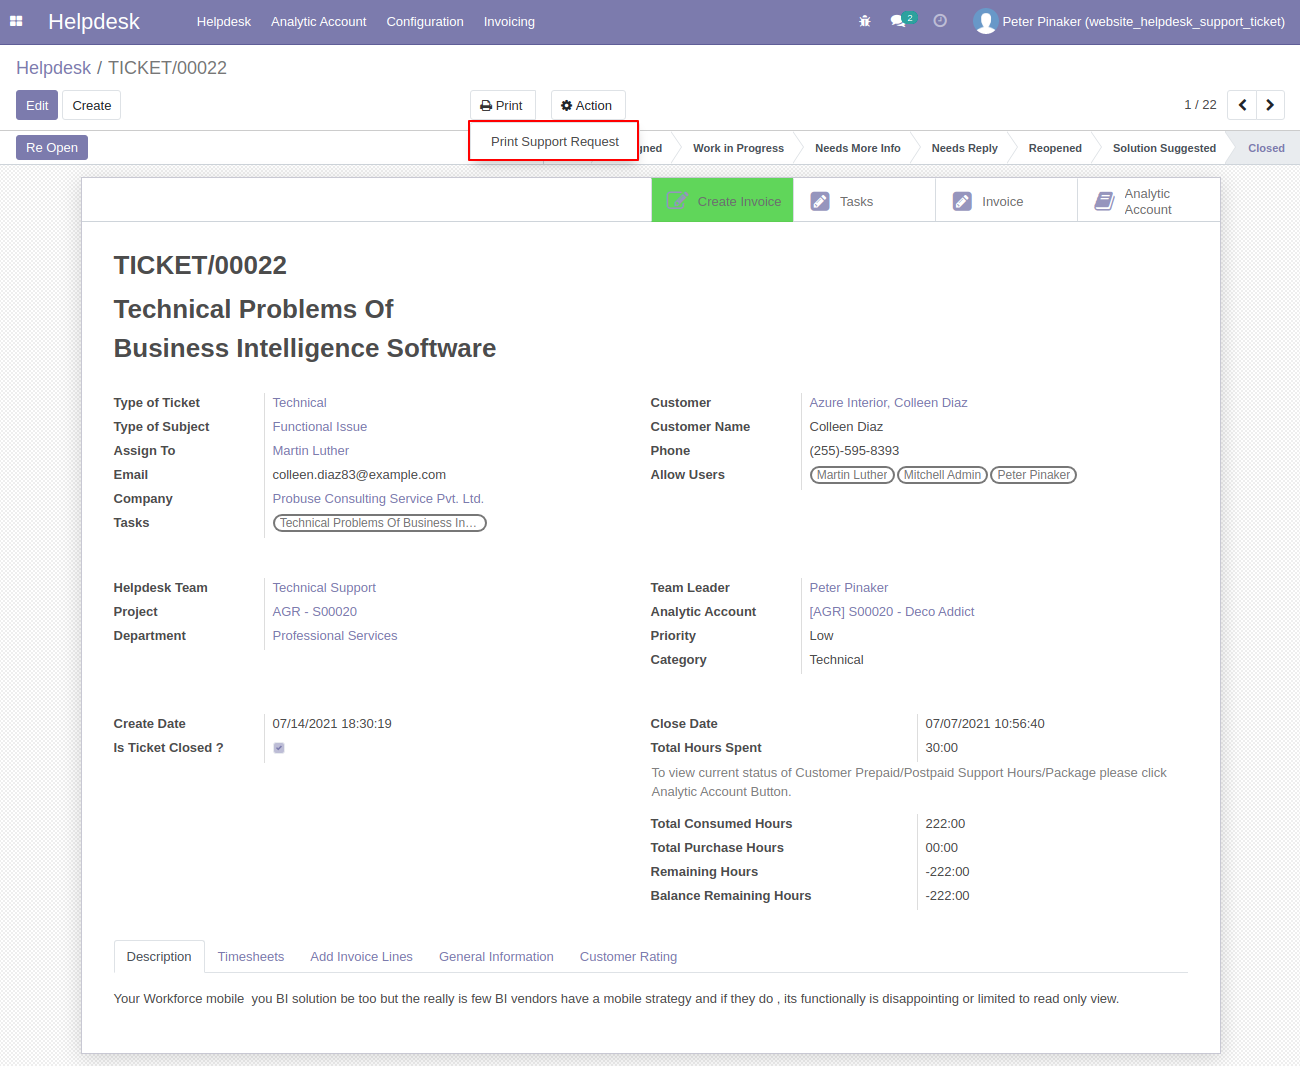 Helpdesk Helpdesk Analytic Account Configuration Invoicing 2 Peter Pinaker (website_helpdesk_support_ticket)
Helpdesk / TICKET/00022
Edit Create Print Action 1 / 22
Print Support Request
Re Open gned Work in Progress Needs More Info Needs Reply Reopened Solution Suggested Closed
Create Invoice Tasks Invoice Analytic
Account
TICKET/00022
Technical Problems Of
Business Intelligence Software
Type of Ticket Technical
Type of Subject Functional Issue
Assign To Martin Luther
Email colleen.diaz83@example.com
Company Probuse Consulting Service Pvt. Ltd.
Tasks Technical Problems Of Business In...
Customer Azure Interior, Colleen Diaz
Customer Name Colleen Diaz
Phone (255)-595-8393
Allow Users Martin Luther Mitchell Admin Peter Pinaker
Helpdesk Team Technical Support
Project AGR - S00020
Department Professional Services
Team Leader Peter Pinaker
Analytic Account [AGR] S00020 - Deco Addict
Priority Low
Category Technical
Create Date 07/14/2021 18:30:19
Is Ticket Closed ?
Close Date 07/07/2021 10:56:40
Total Hours Spent 30:00
To view current status of Customer Prepaid/Postpaid Support Hours/Package please click
Analytic Account Button.
Total Consumed Hours 222:00
Total Purchase Hours 00:00
Remaining Hours -222:00
Balance Remaining Hours -222:00
Description Timesheets Add Invoice Lines General Information Customer Rating
Your Workforce mobile  you BI solution be too but the really is few BI vendors have a mobile strategy and if they do , its functionally is disappointing or limited to read only view.